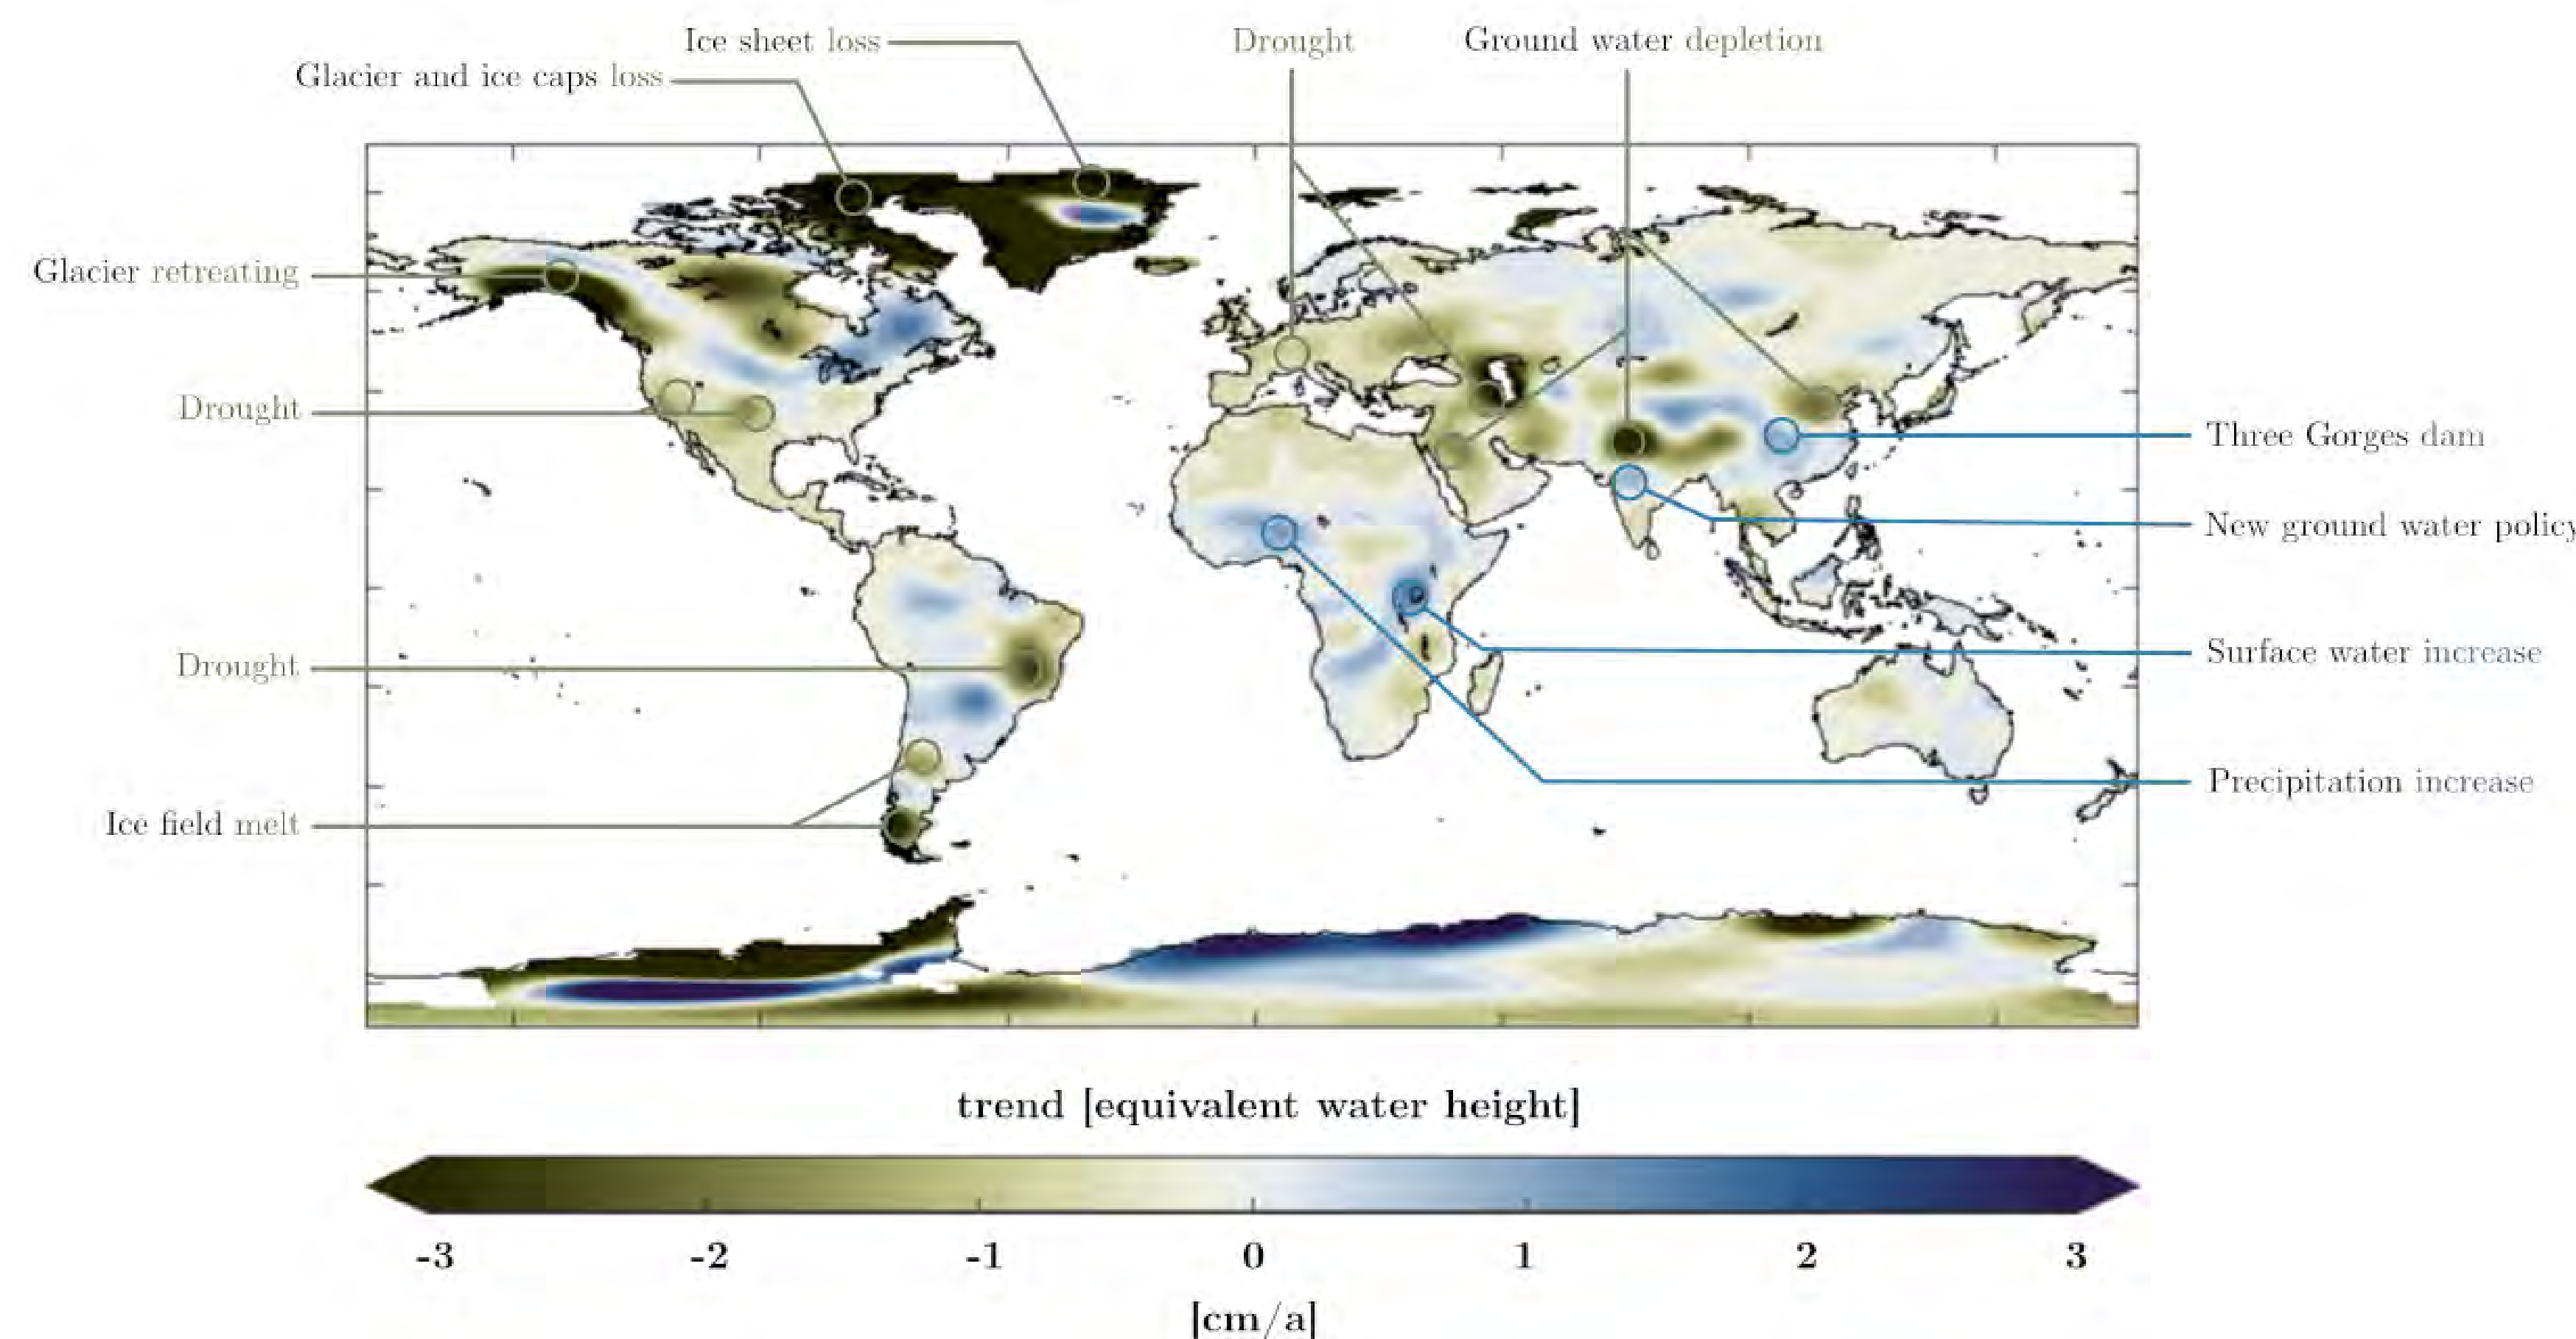 Ice sheet loss
Drought
Ground water depletion
Glacier and ice caps loss
Glacier retreating
Drought
Three Gorges dam
New ground water policy
Surface water increase
Drought
Precipitation increase
Ice field melt
trend [equivalent water height]
-3 -2 -1 0 1 2 3
[cm/a]